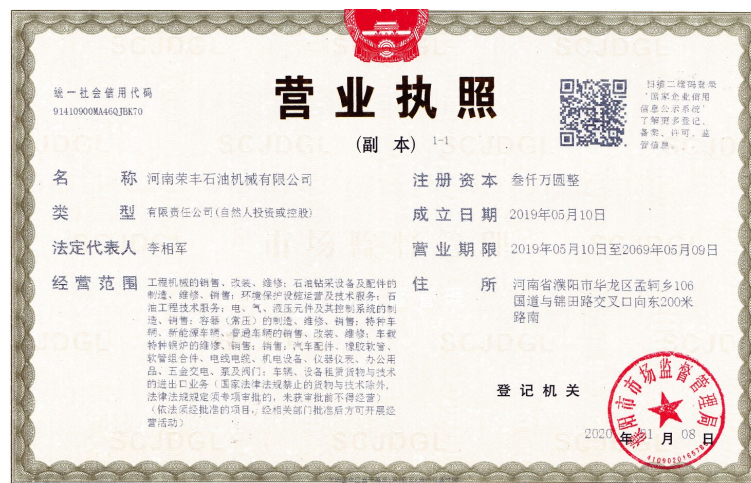 营业执照
(副 本) 1-1
统一社会信用代码
91410900MA46QJBK70
扫描二维码登录
"国家企业信用
信息公示系统"
了解更多登记、
备案、许可、监
管信息。
名 称 河南荣丰石油机械有限公司
类 型 有限责任公司(自然人投资或控股)
法定代表人 李相军
经营范围 工程机械的销售、改装、维修；石油钻采设备及配件的
制造、维修、销售；环境保护设施运营及技术服务；石
油工程技术服务；电、气、液压元件及其控制系统的制
造、销售；容器（常压）的制造、维修、销售；特种车
辆、新能源车辆、普通车辆的销售、改装、维修；车载
特种锅炉的维修、销售；销售：汽车配件、橡胶软管、
软管组合件、电线电缆、机电设备、仪器仪表、办公用
品、五金交电、泵及阀门；车辆、设备租赁货物与技术
的进出口业务（国家法律法规禁止的货物与技术除外，
法律法规规定须专项审批的，未获审批前不得经营）
(依法须经批准的项目，经相关部门批准后方可开展经
营活动)
注册资本 叁仟万圆整
成立日期 2019年05月10日
营业期限 2019年05月10日至2069年05月09日
住 所 河南省濮阳市华龙区孟轲乡106
国道与锦田路交叉口向东200米
路南
登记机关
濮阳市市场监督管理局
2020 年 月 08 日
SCJDGL
市场监督管理